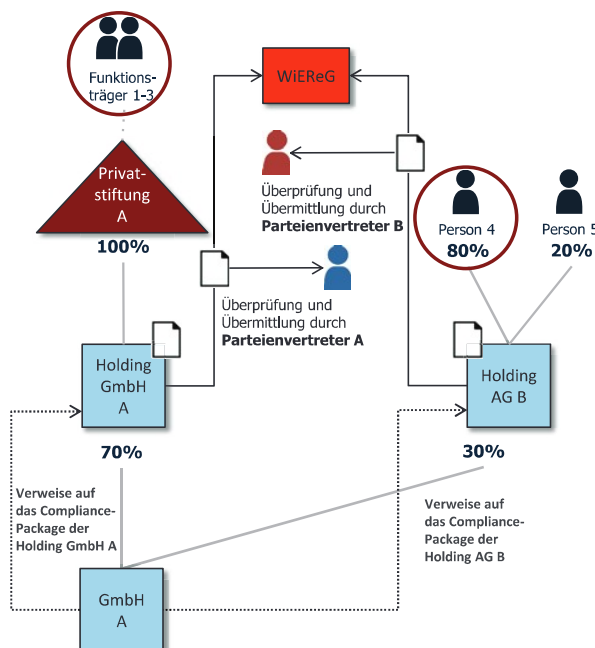 Funktions-
träger 1-3
WiEReG
Privat-
stiftung
A
100%
Überprüfung und
Übermittlung durch
Parteienvertreter B
Person 4
80%
Person 5
20%
Überprüfung und
Übermittlung durch
Parteienvertreter A
Holding
GmbH
A
70%
Holding
AG B
30%
Verweise auf
das Compliance-
Package der
Holding GmbH A
Verweise auf
das Compliance-
Package der
Holding AG B
GmbH
A